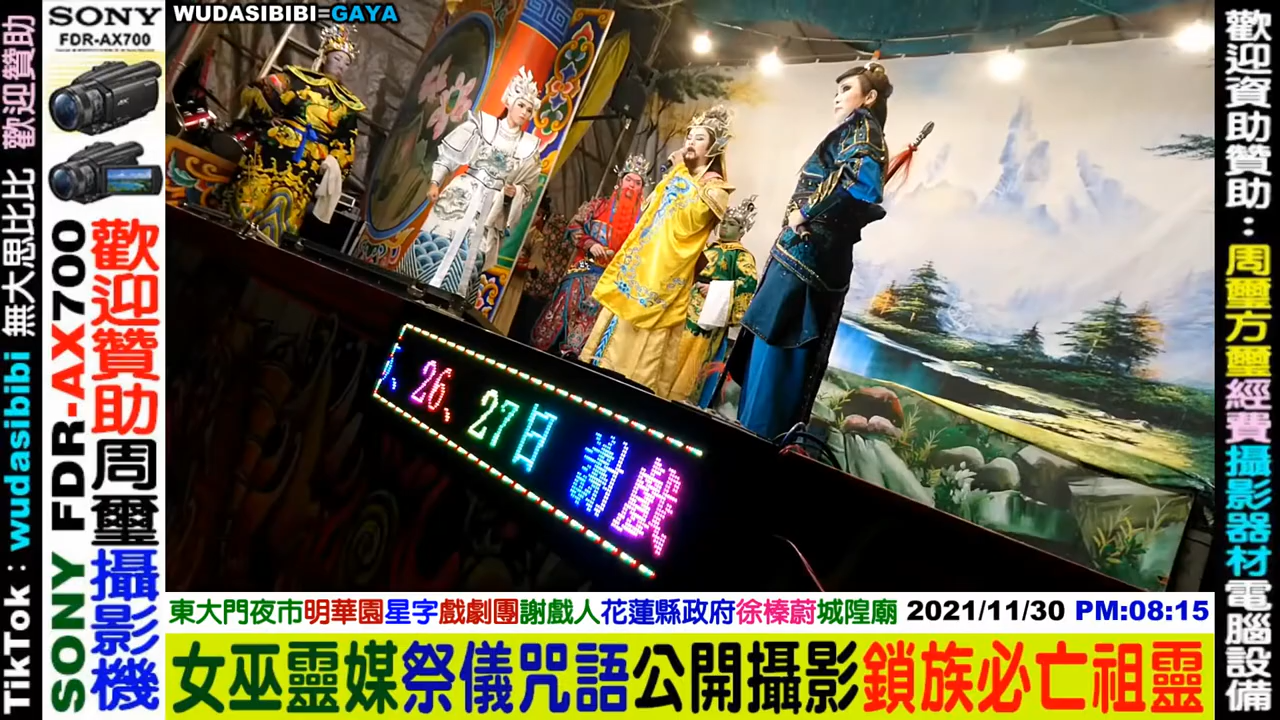 歡迎贊助
TikTok : wudasibibi 無大思比比
SONY
FDR-AX700
4K
SONY FDR-AX700
歡迎贊助周璽攝影機
WUDASIBIBI=GAYA
26、27日 謝戲
歡迎資助贊助：周璽方璽經費攝影器材 電腦設備
東大門夜市明華園星字戲劇團謝戲人花蓮縣政府徐榛蔚城隍廟 2021/11/30 PM:08:15
女巫靈媒祭儀咒語公開攝影鎖族必亡祖靈